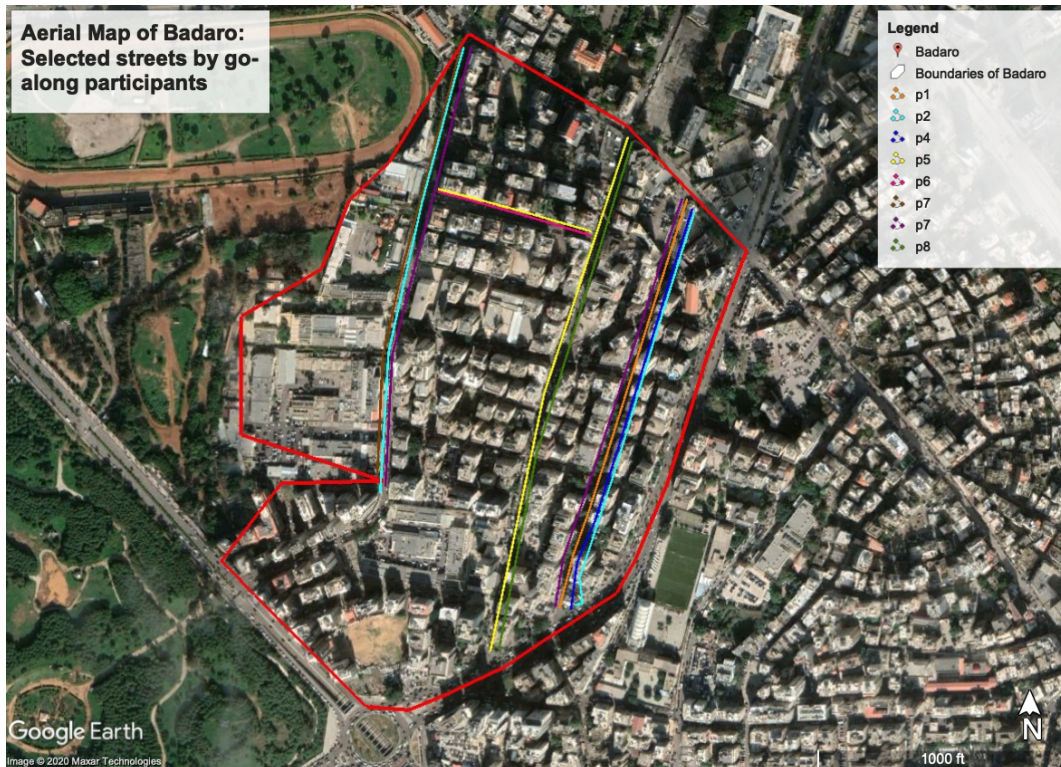 Aerial Map of Badaro:
Selected streets by go-
along participants
Legend
Badaro
Boundaries of Badaro
p1
p2
p4
p5
p6
p7
p7
p8
N
1000 ft
Google Earth
Image © 2020 Maxar Technologies